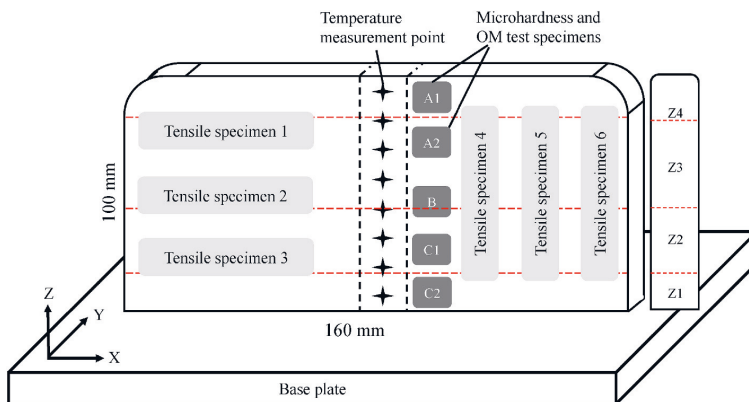 Temperature
measurement point
Microhardness and
OM test specimens
A1
Z4
Tensile specimen 1
A2
Z3
100 mm
Tensile specimen 2
B
Tensile specimen 4
Tensile specimen 5
Tensile specimen 6
Tensile specimen 3
C1
Z2
C2
Z1
Z
Y
X
160 mm
Base plate